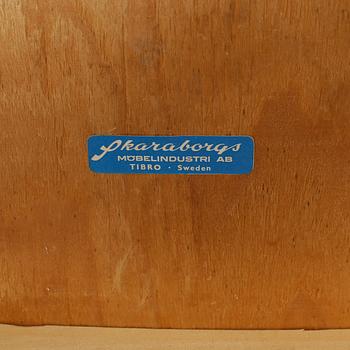 Skaraborgs
MÖBELINDUSTRI AB
TIBRO · Sweden